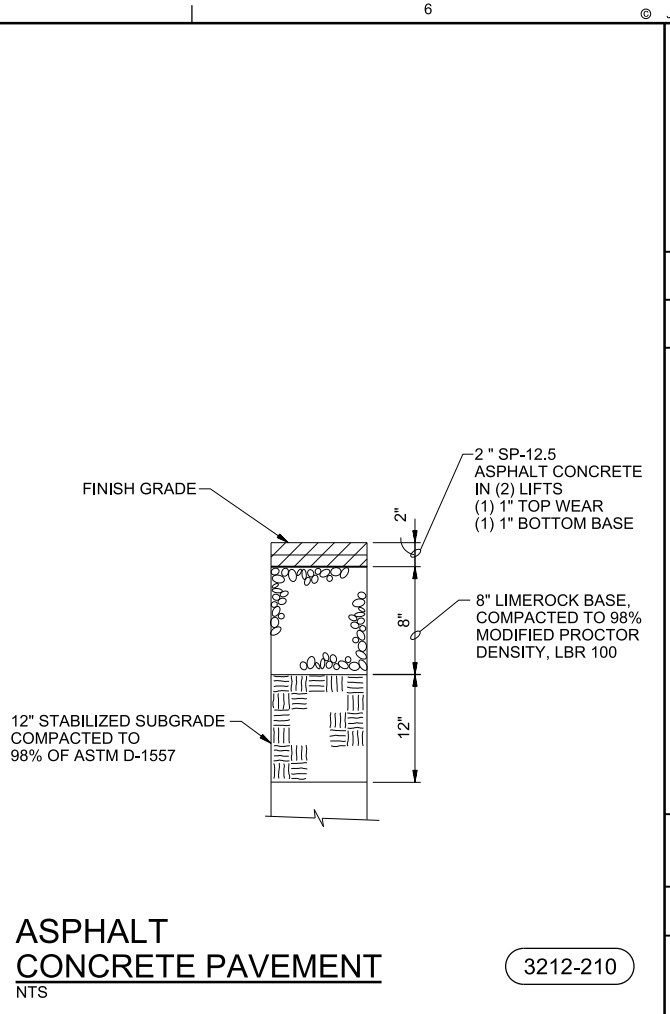 6
©
2 " SP-12.5
ASPHALT CONCRETE
IN (2) LIFTS
(1) 1" TOP WEAR
(1) 1" BOTTOM BASE
FINISH GRADE
2"
8" LIMEROCK BASE,
COMPACTED TO 98%
MODIFIED PROCTOR
DENSITY, LBR 100
8"
12" STABILIZED SUBGRADE
COMPACTED TO
98% OF ASTM D-1557
12"
ASPHALT
CONCRETE PAVEMENT
NTS
3212-210